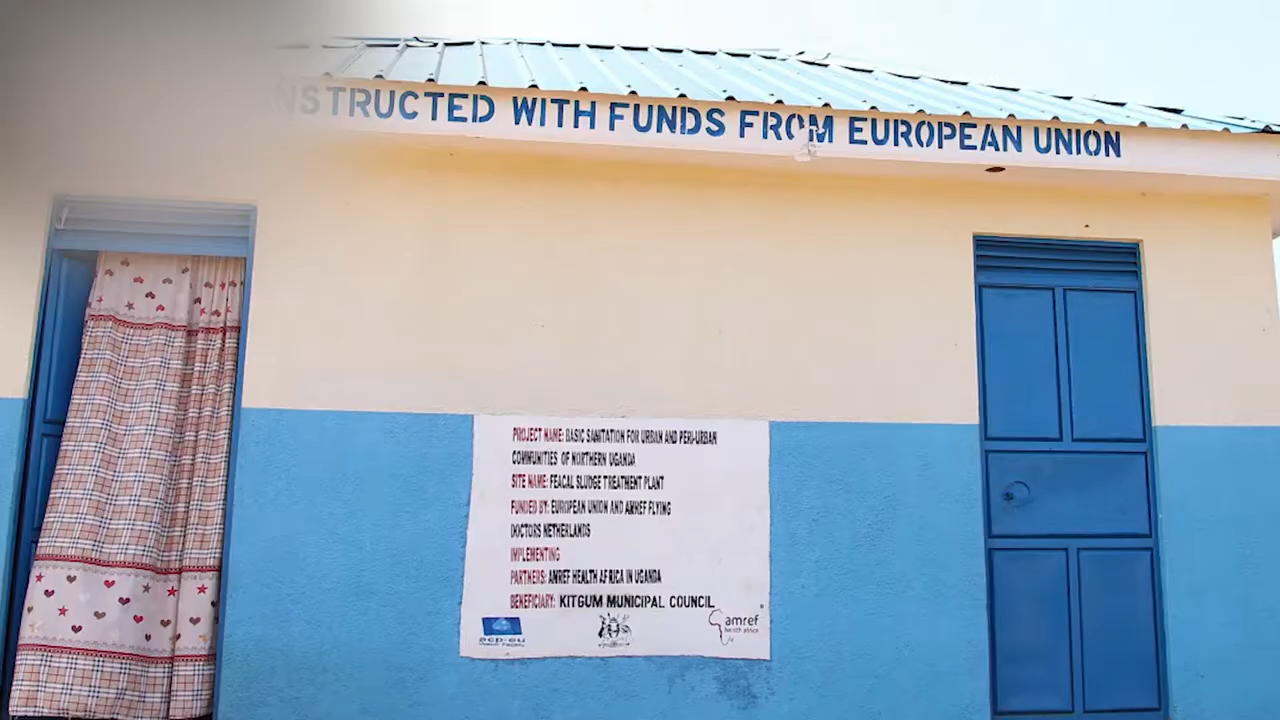 NSTRUCTED WITH FUNDS FROM EUROPEAN UNION
PROJECT NAME: BASIC SANITATION FOR URBAN AND PERI-URBAN
COMMUNITIES OF NORTHERN UGANDA
SITE NAME: FEACAL SLUDGE TREATMENT PLANT
FUNDED BY: EUROPEAN UNION AND AMREF FLYING
DOCTORS NETHERLANDS
IMPLEMENTING
PARTNERS: AMREF HEALTH AFRICA IN UGANDA
BENEFICIARY: KITGUM MUNICIPAL COUNCIL
acp-eu
amref
health africa